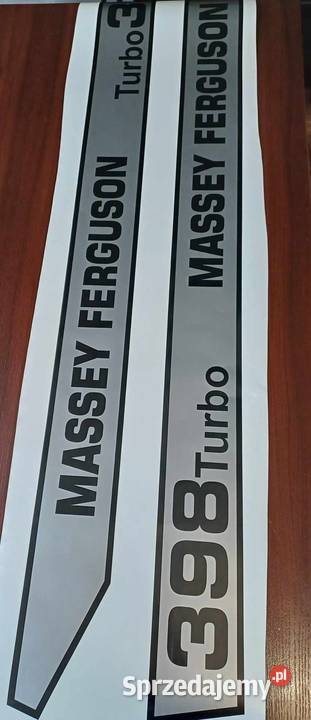 MASSEY FERGUSON
Turbo 3
398 Turbo
MASSEY FERGUSON
Sprzedajemy.pl